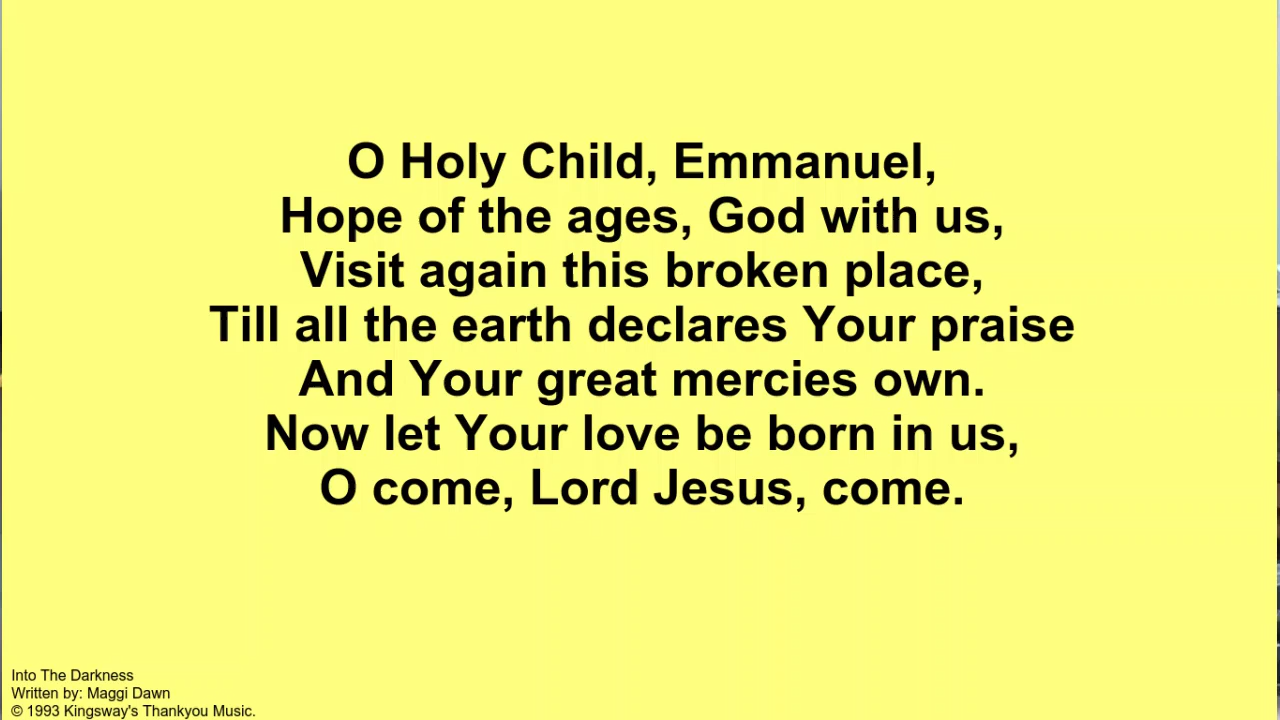 O Holy Child, Emmanuel,
Hope of the ages, God with us,
Visit again this broken place,
Till all the earth declares Your praise
And Your great mercies own.
Now let Your love be born in us,
O come, Lord Jesus, come.
Into The Darkness
Written by: Maggi Dawn
© 1993 Kingsway's Thankyou Music.